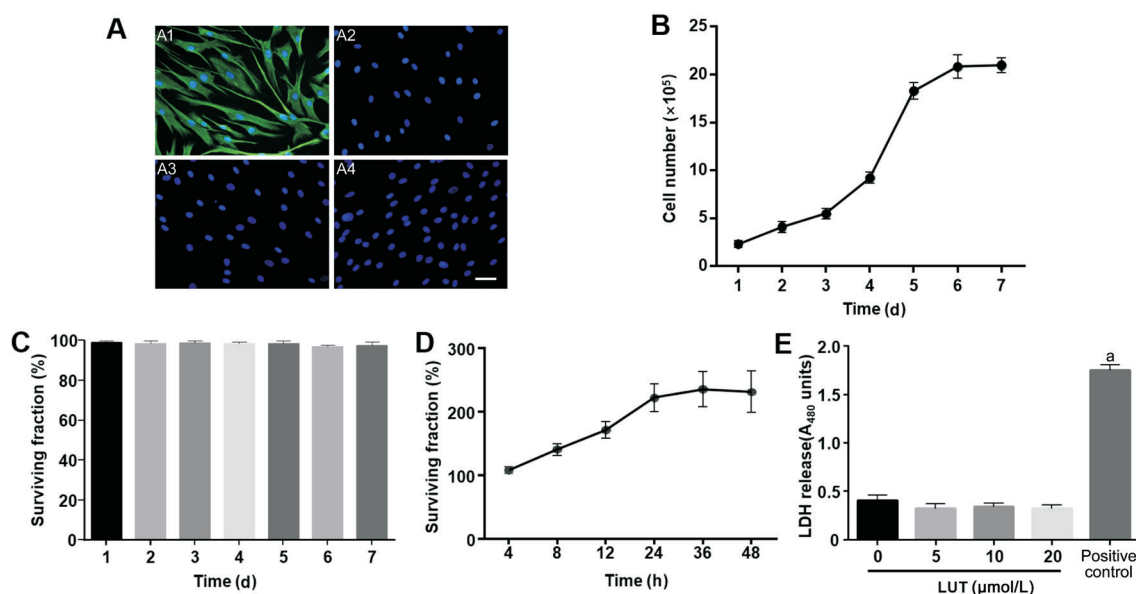 A
A1
A2
A3
A4
B
Cell number (×10⁵)
25
20
15
10
5
0
1 2 3 4 5 6 7
Time (d)
C
Surviving fraction (%)
100
80
60
40
20
0
1 2 3 4 5 6 7
Time (d)
D
Surviving fraction (%)
300
200
100
0
4 8 12 24 36 48
Time (h)
E
LDH release(A₄₈₀ units)
2.0
1.5
1.0
0.5
0.0
a
0 5 10 20 Positive
control
LUT (μmol/L)